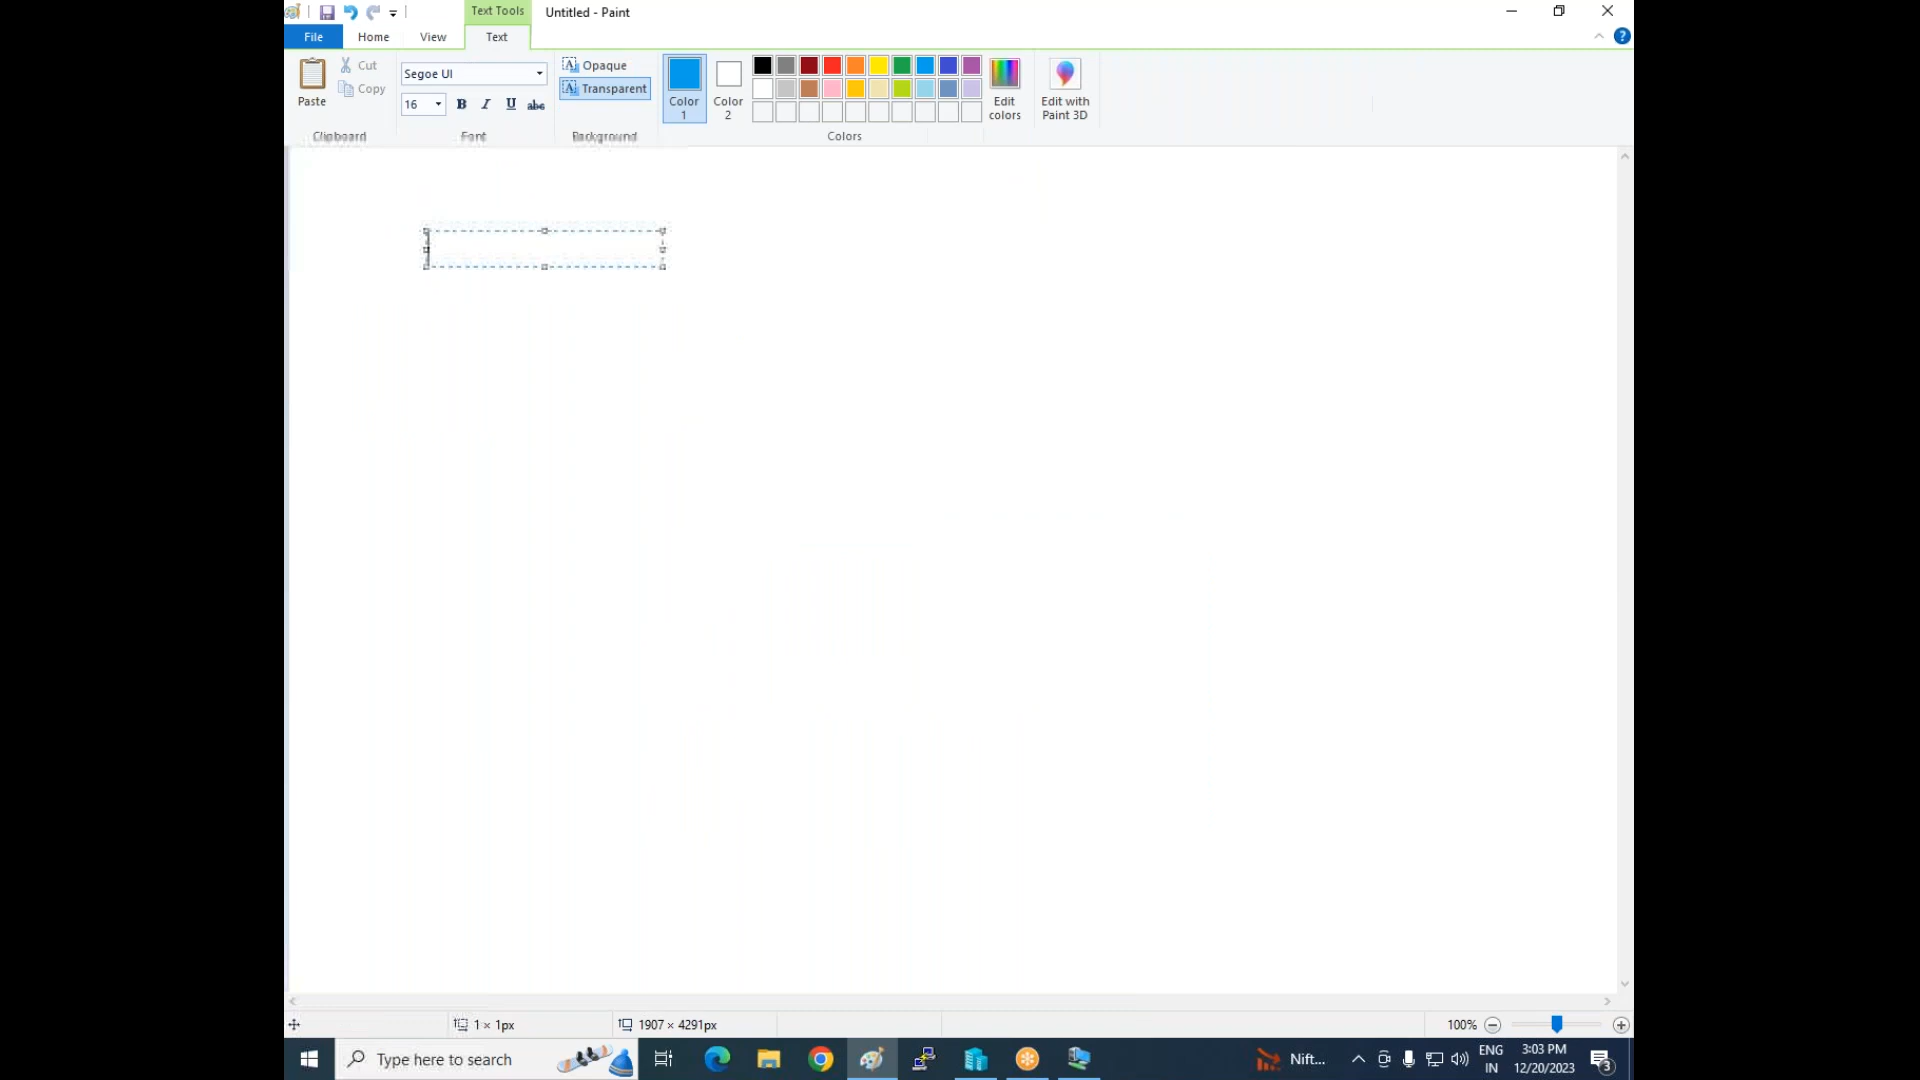 Text Tools
Untitled - Paint
File
Home
View
Text
Paste
Cut
Copy
Clipboard
Segoe UI
16
B I U abc
Font
Opaque
Transparent
Background
Color 1
Color 2
Edit colors
Colors
Edit with Paint 3D
1 × 1px
1907 × 4291px
100%
Type here to search
Nift...
ENG
IN
3:03 PM
12/20/2023
3